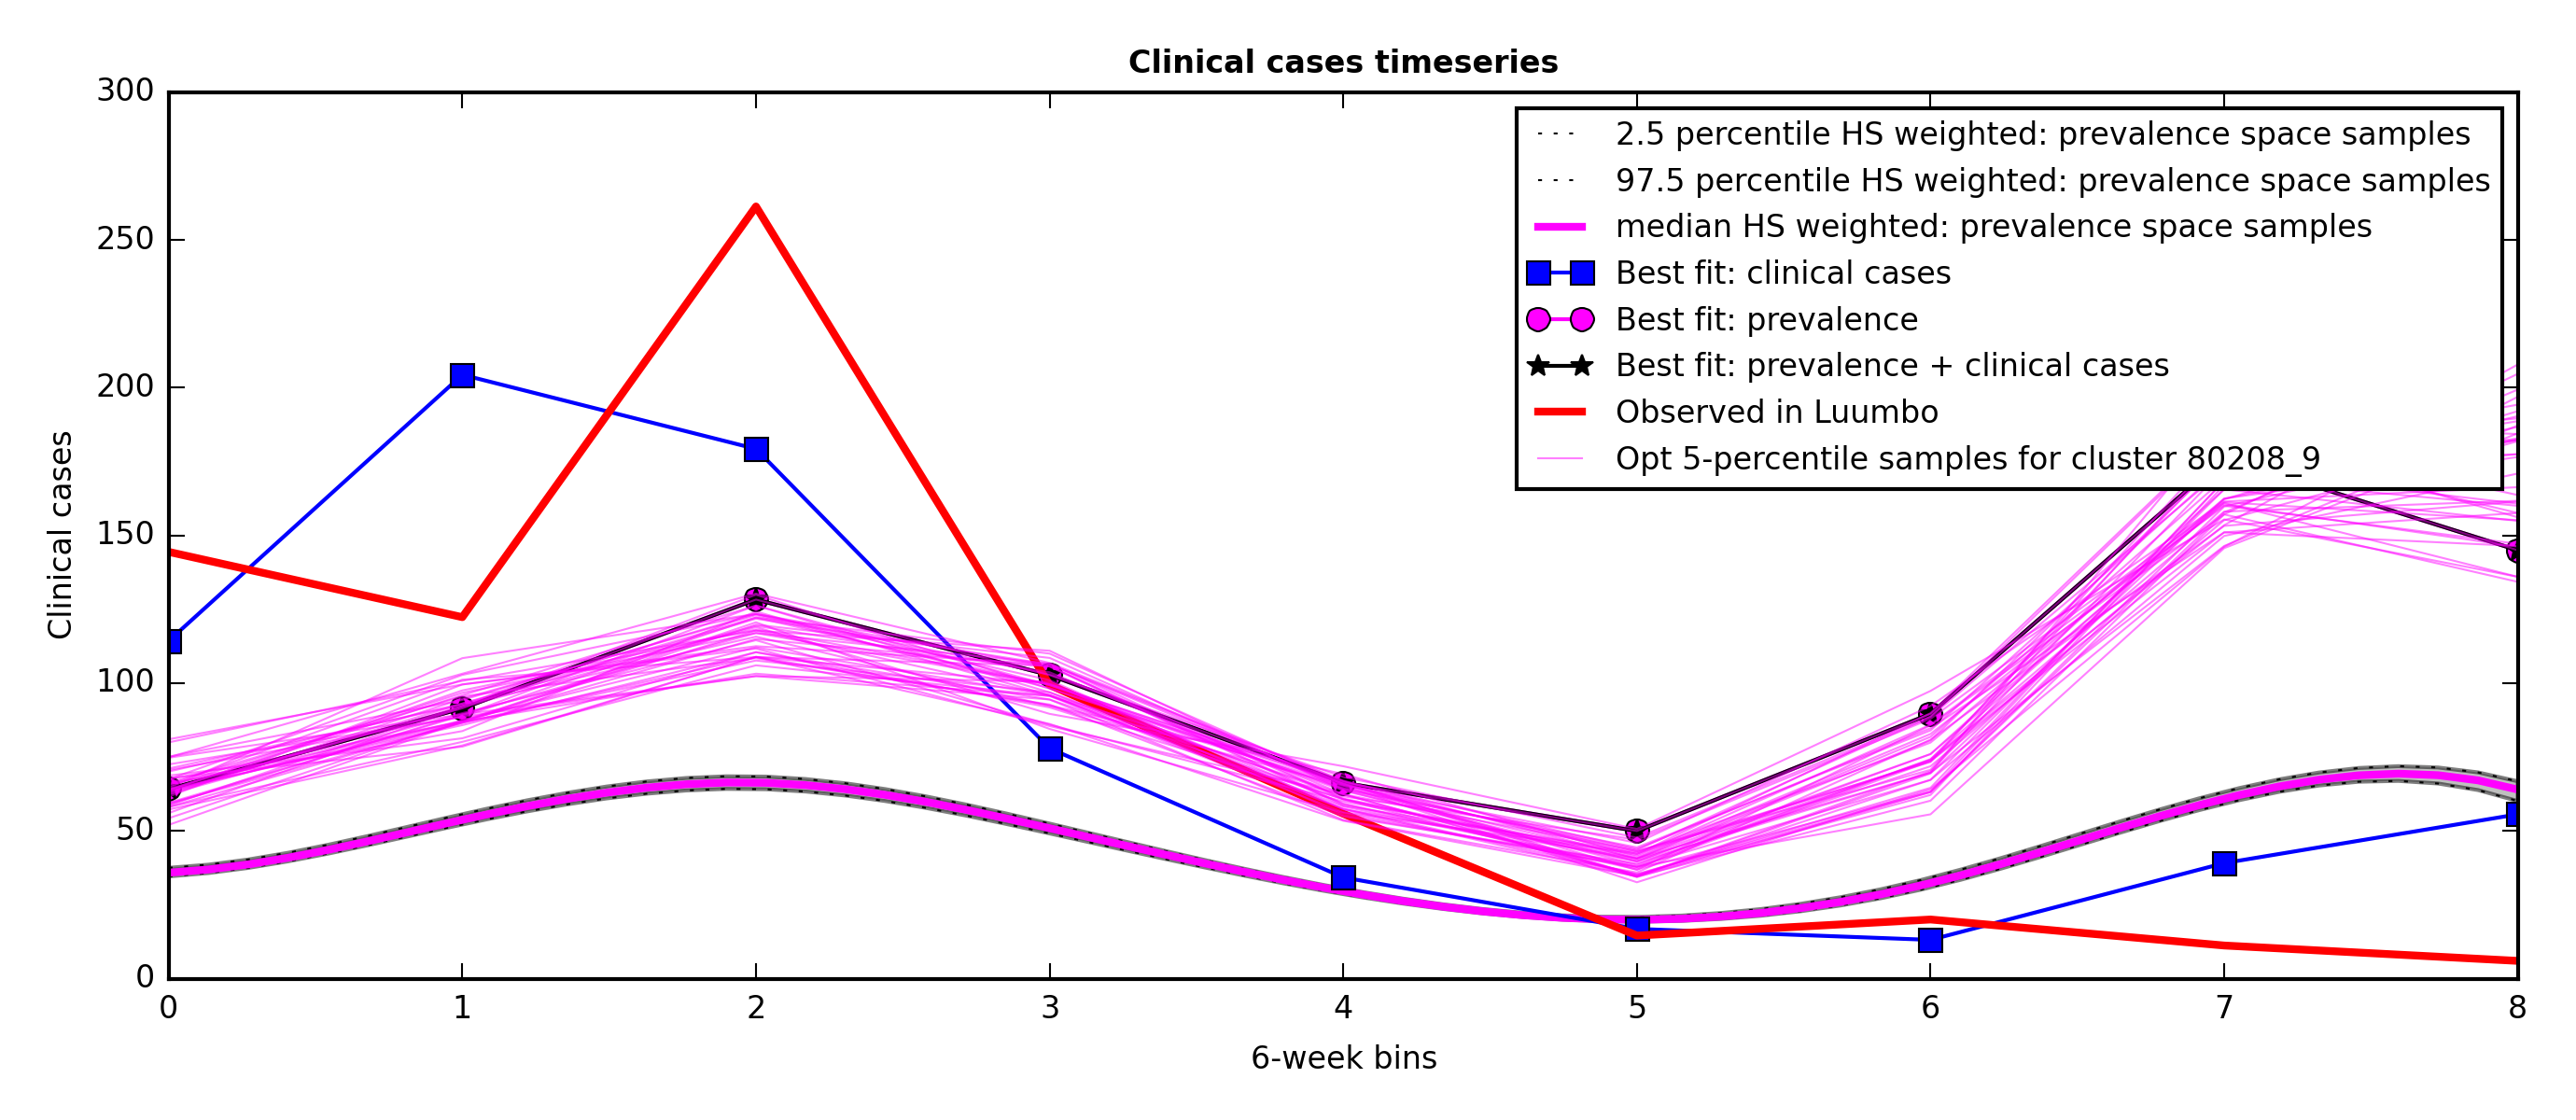 Clinical cases timeseries
300
250
200
150
100
50
0
Clinical cases
2.5 percentile HS weighted: prevalence space samples
97.5 percentile HS weighted: prevalence space samples
median HS weighted: prevalence space samples
Best fit: clinical cases
Best fit: prevalence
Best fit: prevalence + clinical cases
Observed in Luumbo
Opt 5-percentile samples for cluster 80208_9
0 1 2 3 4 5 6 7 8
6-week bins